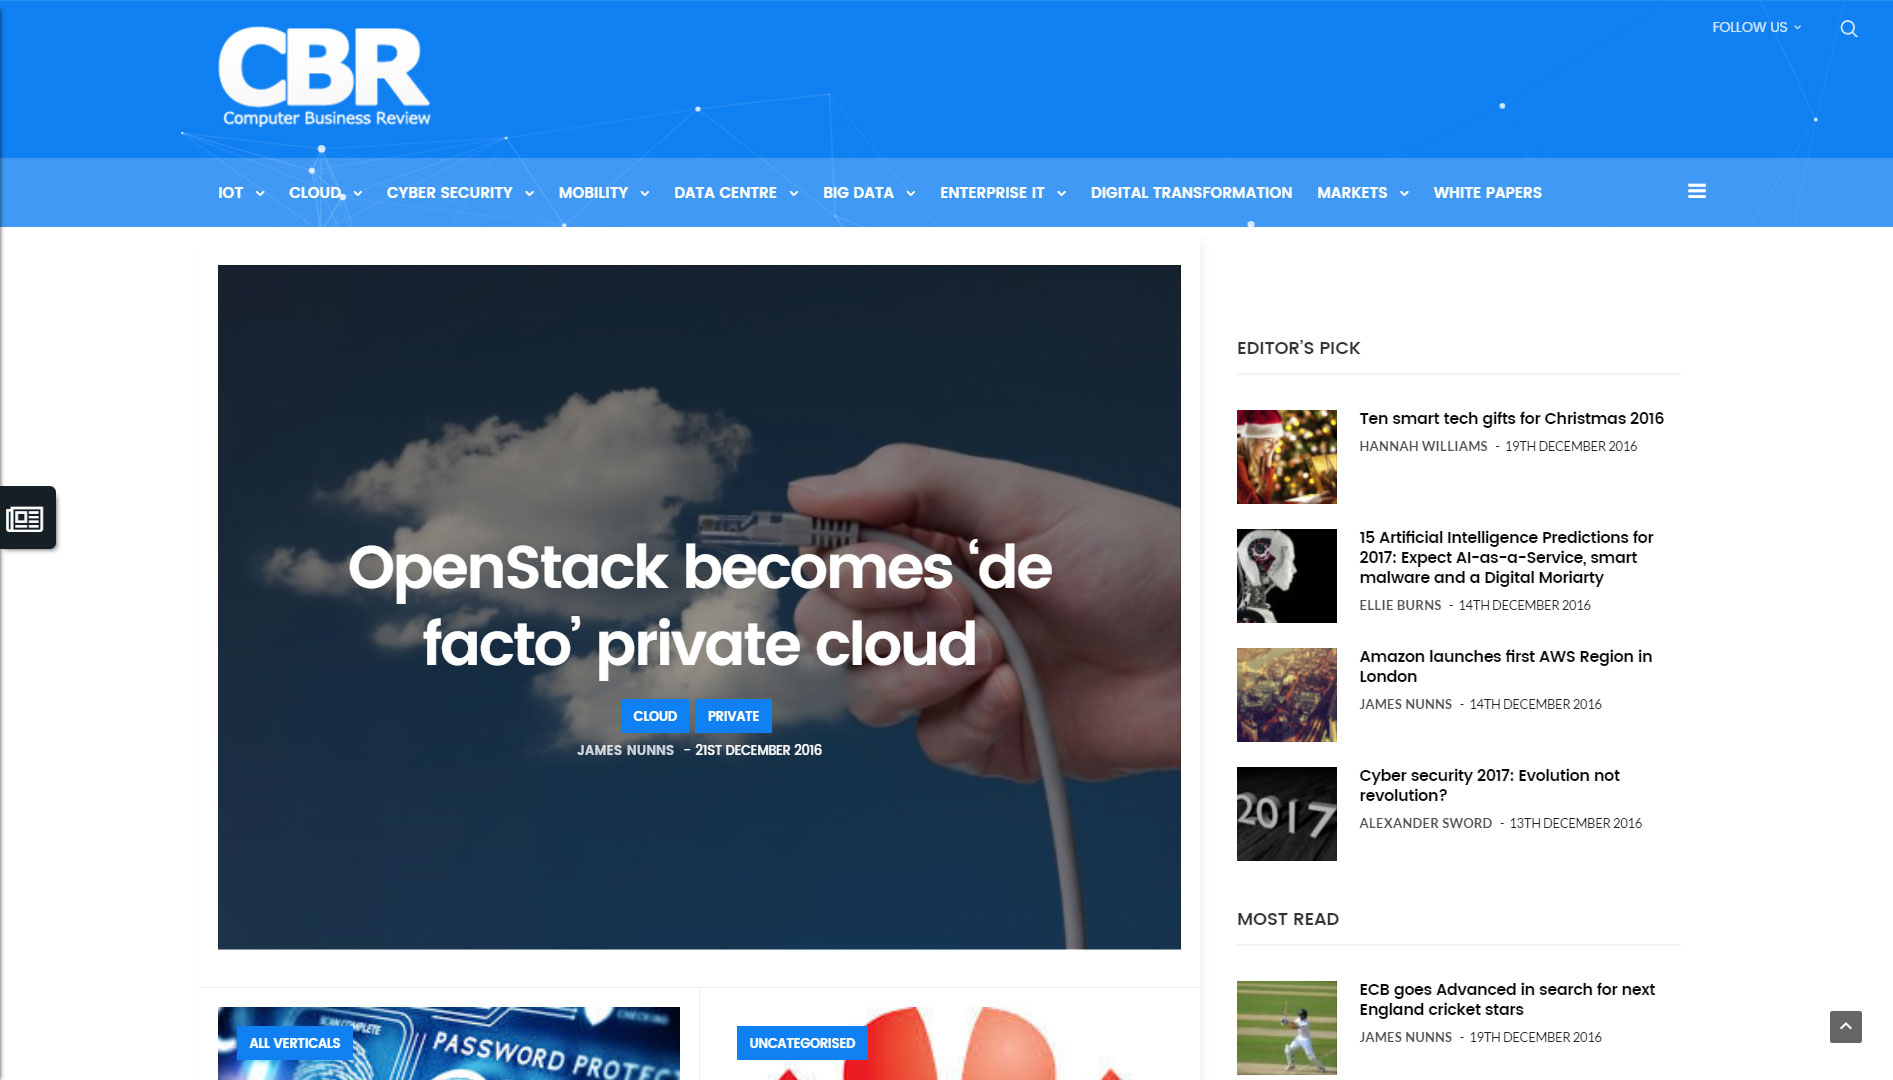 CBR
Computer Business Review
FOLLOW US
IOT CLOUD CYBER SECURITY MOBILITY DATA CENTRE BIG DATA ENTERPRISE IT DIGITAL TRANSFORMATION MARKETS WHITE PAPERS
OpenStack becomes ‘de
facto’ private cloud
CLOUD PRIVATE
JAMES NUNNS - 21ST DECEMBER 2016
EDITOR’S PICK
Ten smart tech gifts for Christmas 2016
HANNAH WILLIAMS - 19TH DECEMBER 2016
15 Artificial Intelligence Predictions for
2017: Expect AI-as-a-Service, smart
malware and a Digital Moriarty
ELLIE BURNS - 14TH DECEMBER 2016
Amazon launches first AWS Region in
London
JAMES NUNNS - 14TH DECEMBER 2016
2017
Cyber security 2017: Evolution not
revolution?
ALEXANDER SWORD - 13TH DECEMBER 2016
MOST READ
ECB goes Advanced in search for next
England cricket stars
JAMES NUNNS - 19TH DECEMBER 2016
SCAN COMPLETE
CHECKING
ALL VERTICALS
PASSWORD PROTEC
UNCATEGORISED